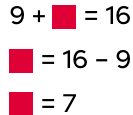 9 + 🟥 = 16
🟥 = 16 − 9
🟥 = 7